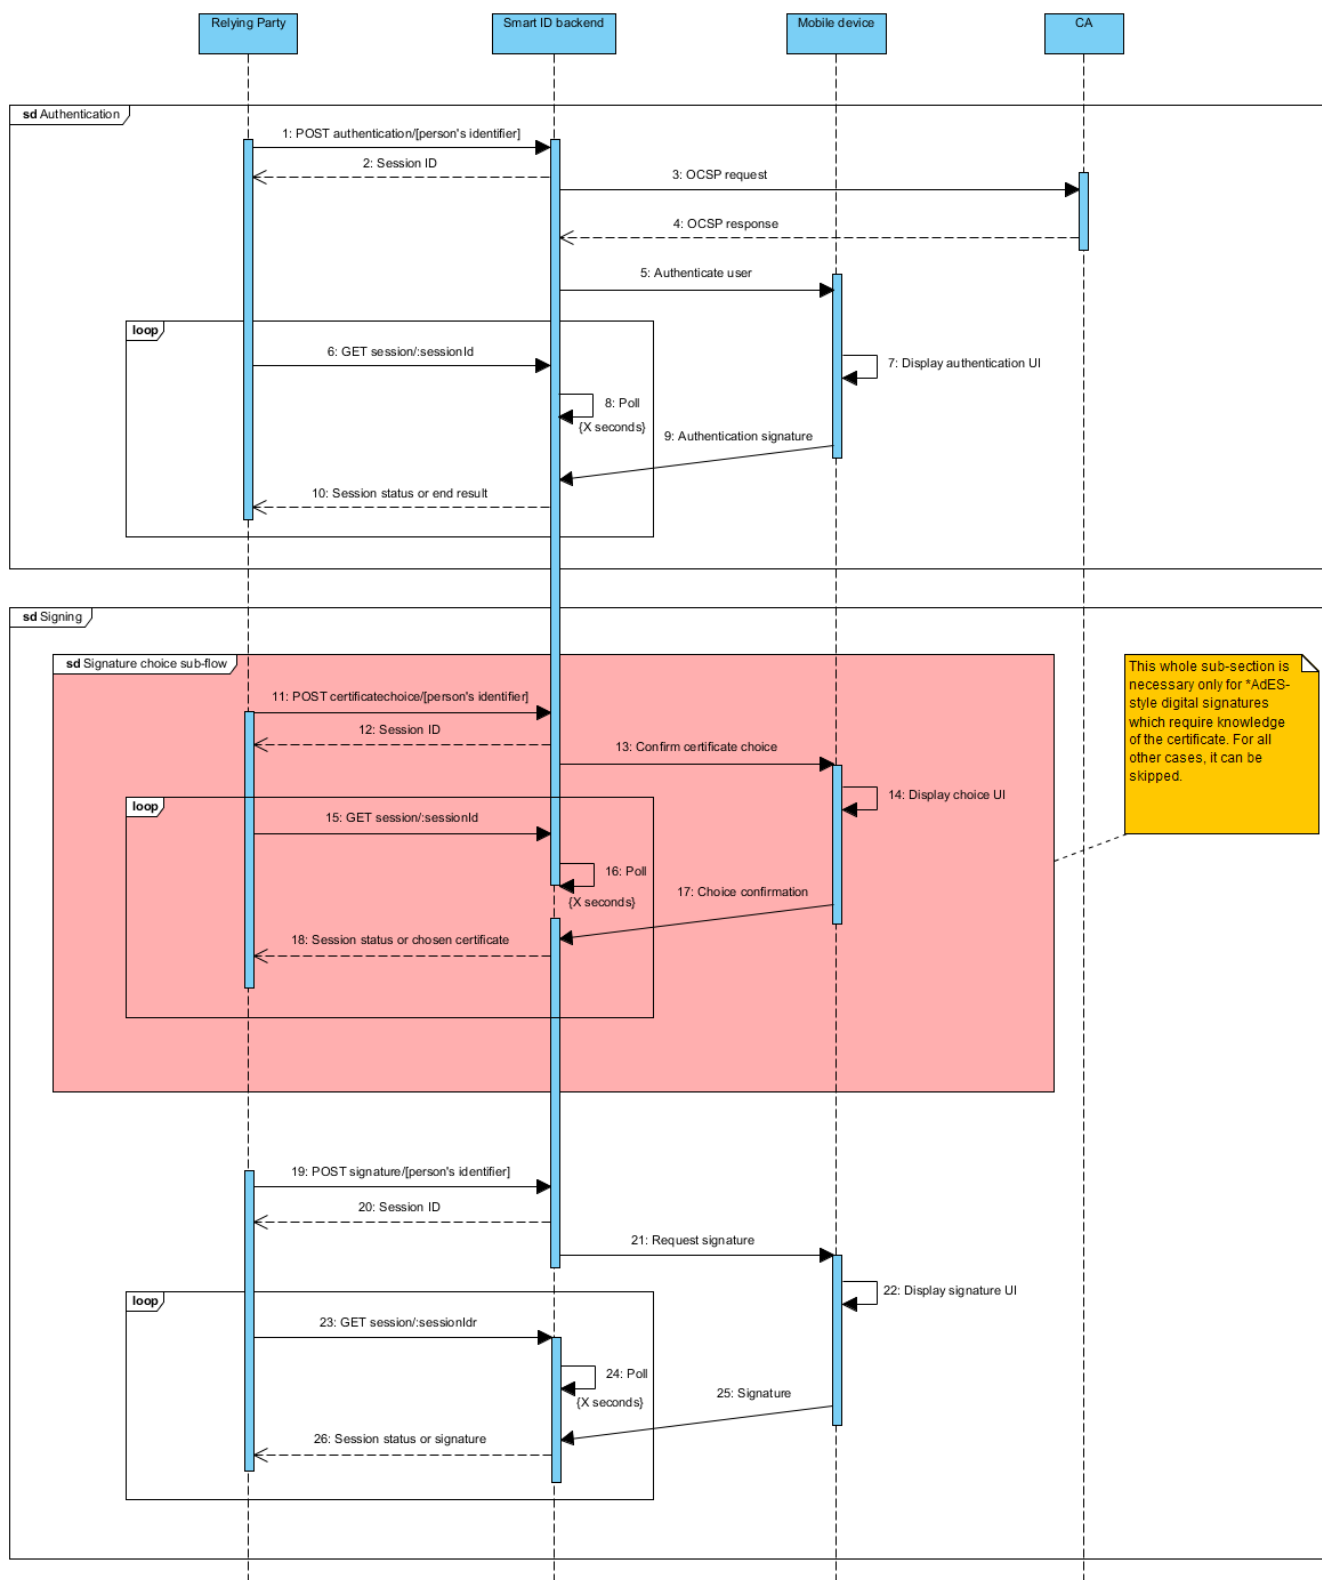 Relying Party
Smart ID backend
Mobile device
CA
sd Authentication
1: POST authentication/[person's identifier]
2: Session ID
3: OCSP request
4: OCSP response
5: Authenticate user
loop
6: GET session/:sessionId
7: Display authentication UI
8: Poll
{X seconds}
9: Authentication signature
10: Session status or end result
sd Signing
sd Signature choice sub-flow
This whole sub-section is
necessary only for *AdES-
style digital signatures
which require knowledge
of the certificate. For all
other cases, it can be
skipped.
11: POST certificatechoice/[person's identifier]
12: Session ID
13: Confirm certificate choice
14: Display choice UI
loop
15: GET session/:sessionId
16: Poll
{X seconds}
17: Choice confirmation
18: Session status or chosen certificate
19: POST signature/[person's identifier]
20: Session ID
21: Request signature
22: Display signature UI
loop
23: GET session/:sessionIdr
24: Poll
{X seconds}
25: Signature
26: Session status or signature